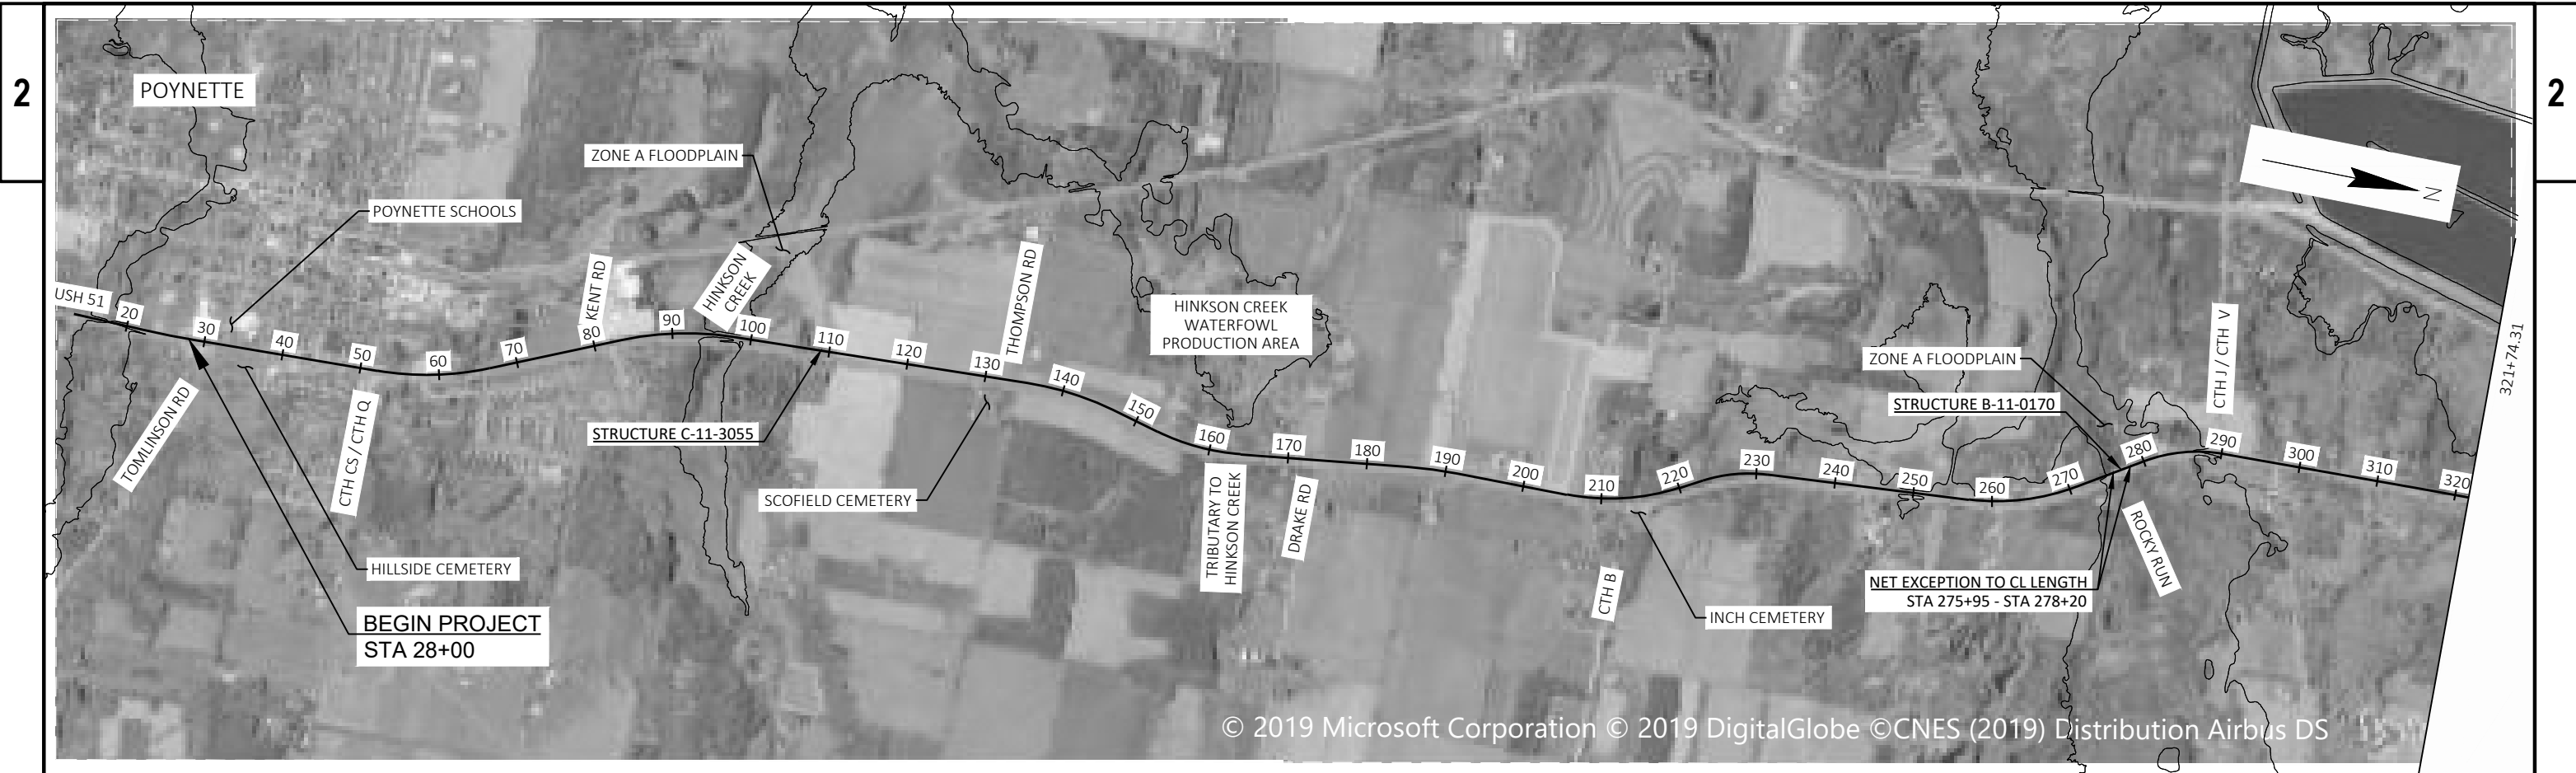 2
2
POYNETTE
ZONE A FLOODPLAIN
POYNETTE SCHOOLS
N
USH 51
KENT RD
HINKSON
CREEK
THOMPSON RD
HINKSON CREEK
WATERFOWL
PRODUCTION AREA
ZONE A FLOODPLAIN
STRUCTURE B-11-0170
CTH J / CTH V
321+74.31
20
30
40
50
60
70
80
90
100
110
120
130
140
150
160
170
180
190
200
210
220
230
240
250
260
270
280
290
300
310
320
TOMLINSON RD
CTH CS / CTH Q
STRUCTURE C-11-3055
SCOFIELD CEMETERY
TRIBUTARY TO
HINKSON CREEK
DRAKE RD
CTH B
INCH CEMETERY
NET EXCEPTION TO CL LENGTH
STA 275+95 - STA 278+20
ROCKY RUN
HILLSIDE CEMETERY
BEGIN PROJECT
STA 28+00
© 2019 Microsoft Corporation © 2019 DigitalGlobe ©CNES (2019) Distribution Airbus DS